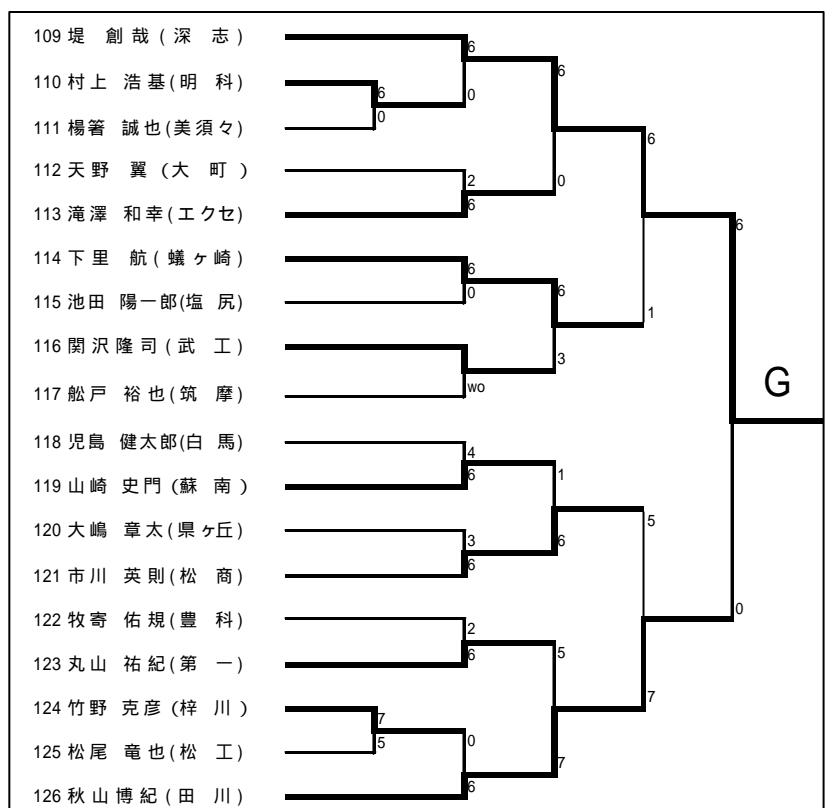 109 堤 創哉 (深 志)
110 村上 浩基(明 科)
111 楊箸 誠也(美須々)
112 天野 翼 (大 町)
113 滝澤 和幸(エクセ)
114 下里 航(蟻ヶ崎)
115 池田 陽一郎(塩 尻)
116 関沢隆司(武 工)
117 舩戸 裕也(筑 摩)
118 児島 健太郎(白 馬)
119 山崎 史門(蘇 南)
120 大嶋 章太(県ヶ丘)
121 市川 英則(松 商)
122 牧寄 佑規(豊 科)
123 丸山 祐紀(第 一)
124 竹野 克彦 (梓 川)
125 松尾 竜也(松 工)
126 秋山博紀(田 川)
6
0
2
6
6
0
wo
4
6
3
6
2
6
0
6
6
0
7
5
6
0
6
3
1
6
5
7
6
1
5
7
6
0
G